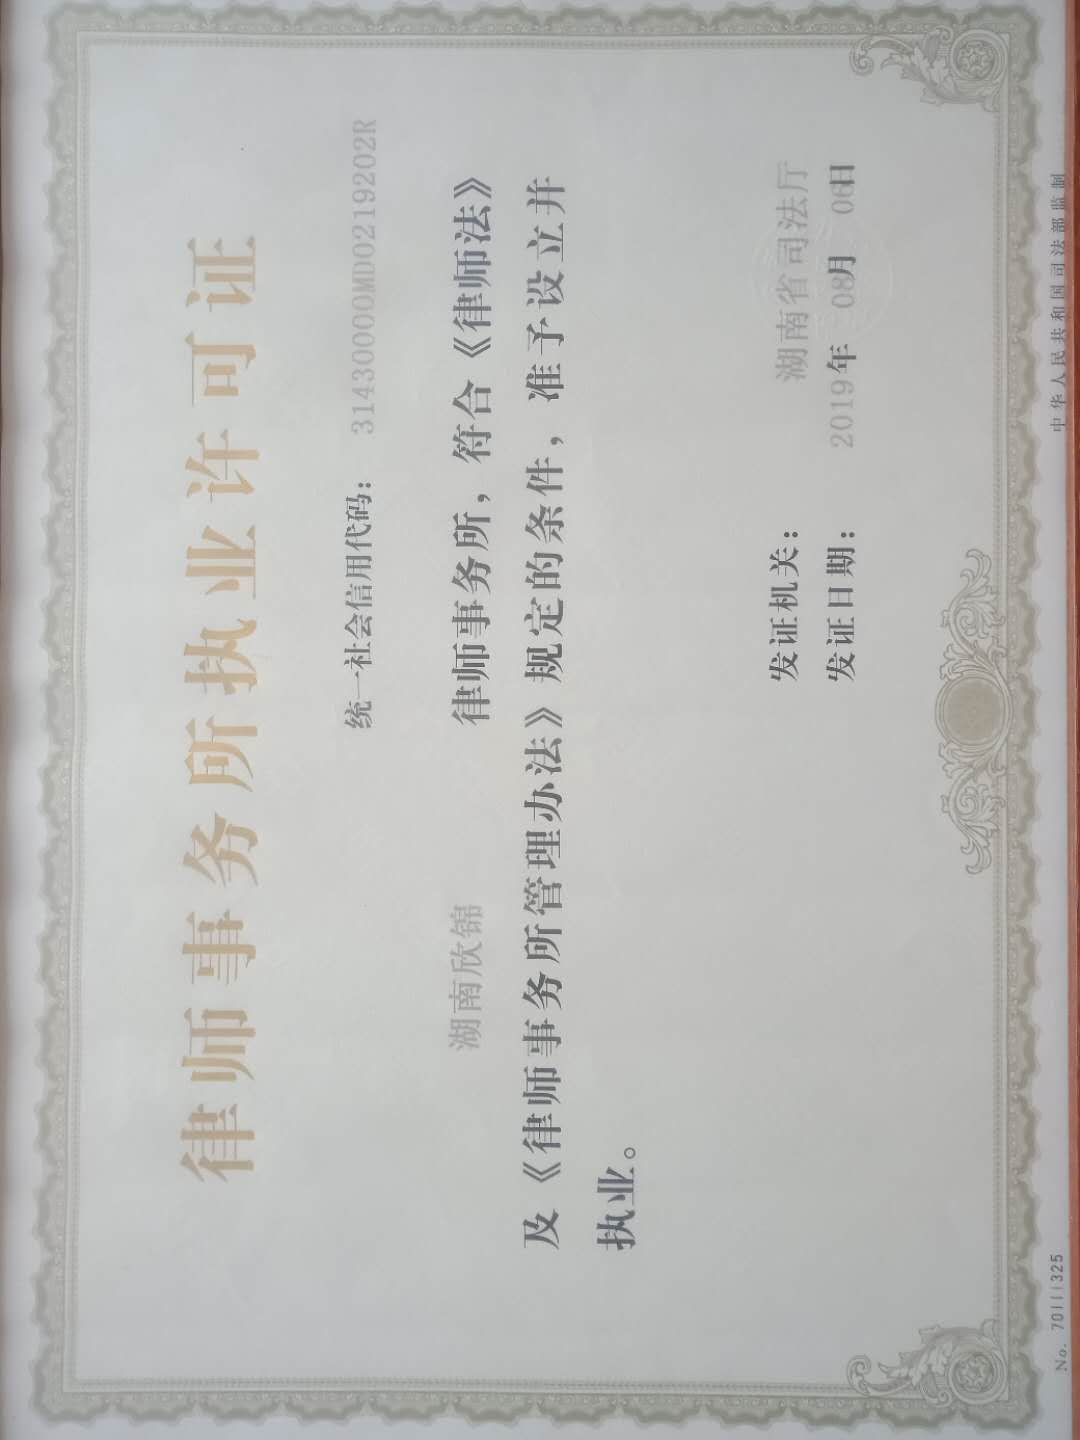 律师事务所执业许可证
统一社会信用代码： 31430000MD0219202R
湖南欣锦 律师事务所，符合《律师法》
及《律师事务所管理办法》规定的条件，准予设立并
执业。
发证机关： 湖南省司法厅
发证日期： 2019年 08月 06日
No. 70111325
中华人民共和国司法部监制